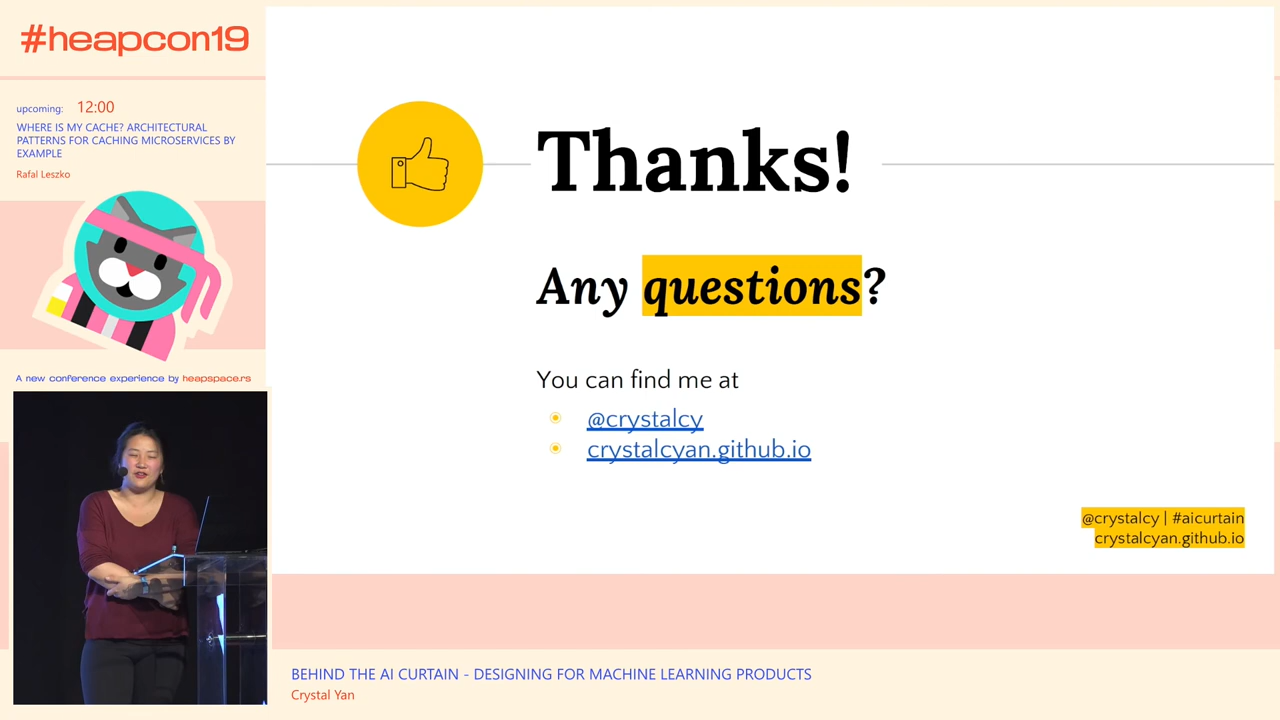 #heapcon19
upcoming: 12:00
WHERE IS MY CACHE? ARCHITECTURAL
PATTERNS FOR CACHING MICROSERVICES BY
EXAMPLE
Rafal Leszko
A new conference experience by heapspace.rs
Thanks!
Any questions?
You can find me at
@crystalcy
crystalcyan.github.io
@crystalcy | #aicurtain
crystalcyan.github.io
BEHIND THE AI CURTAIN - DESIGNING FOR MACHINE LEARNING PRODUCTS
Crystal Yan